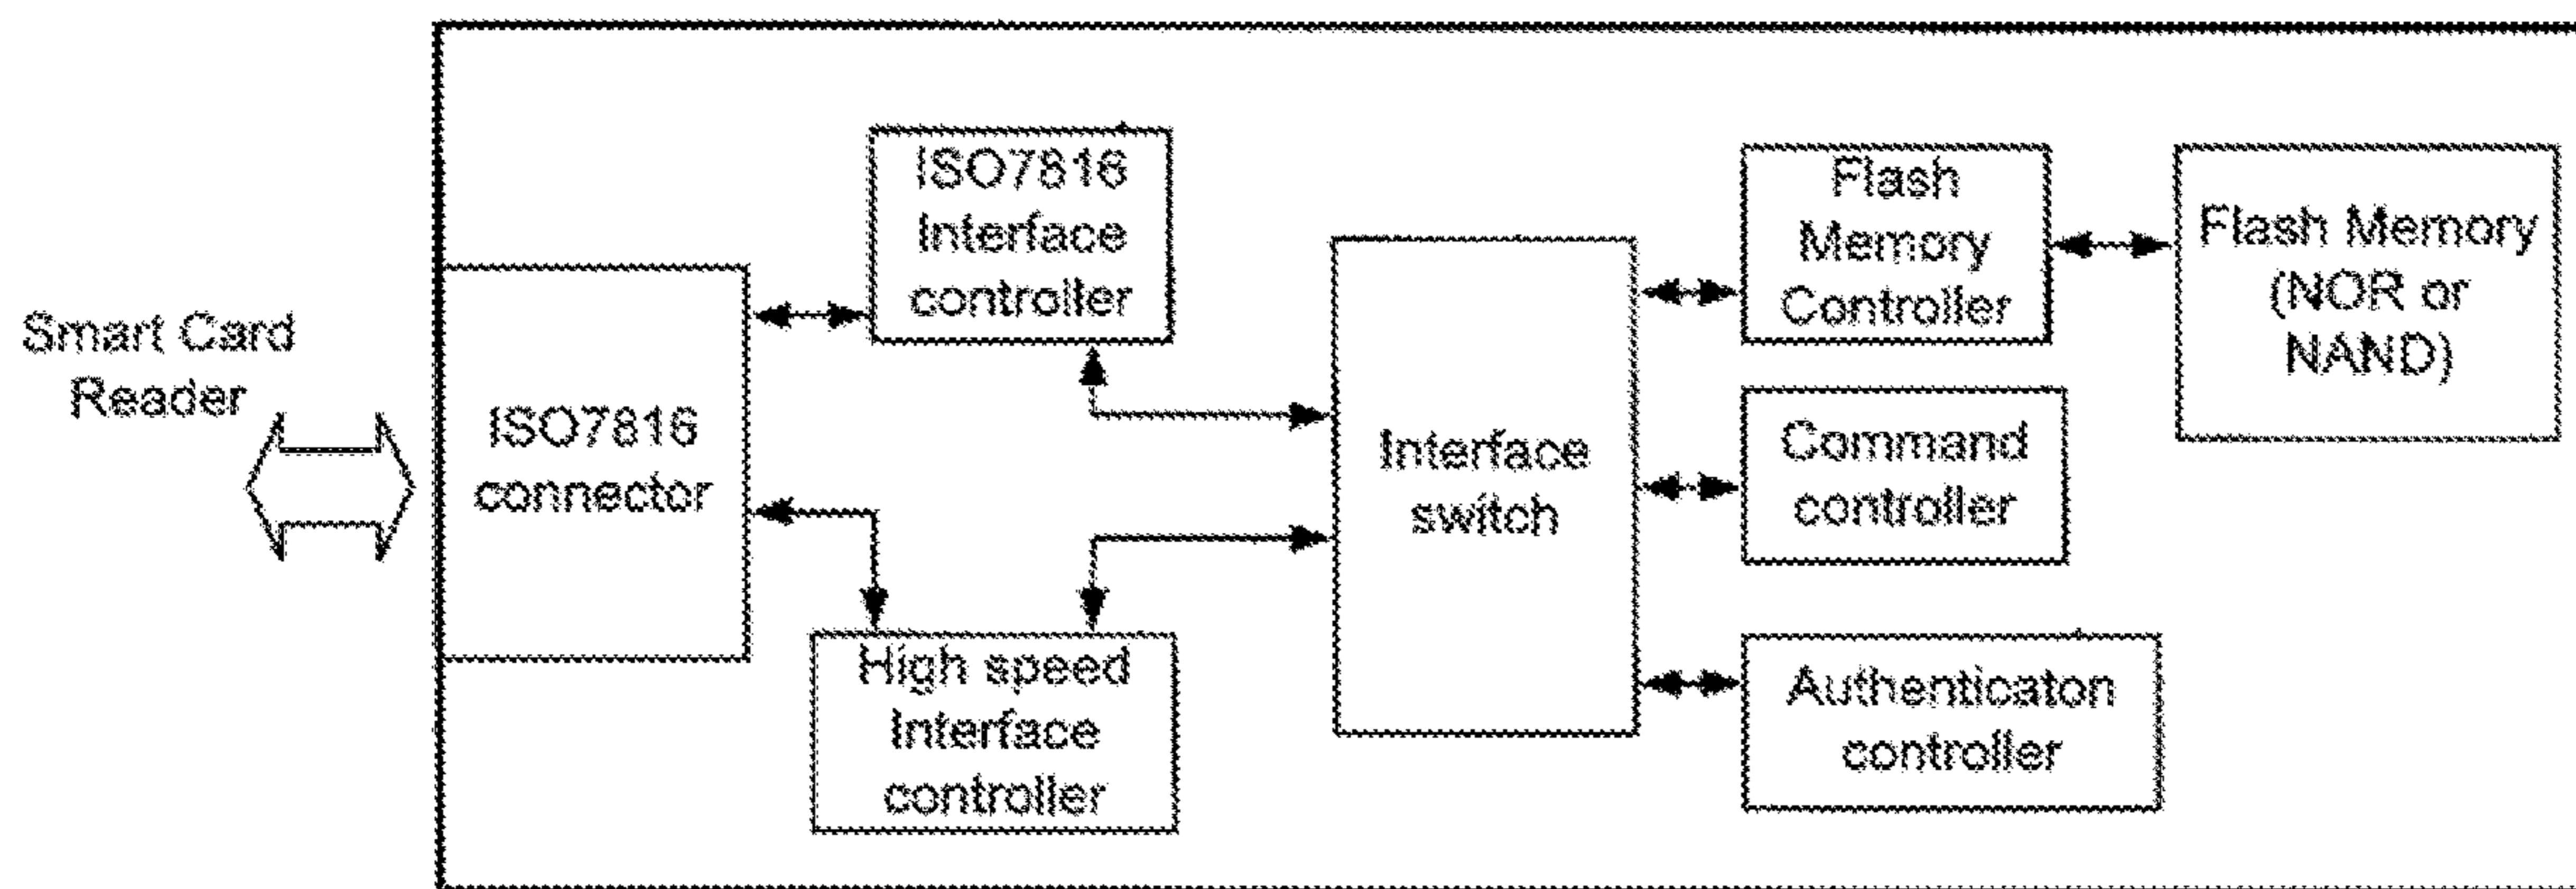 Smart Card
Reader
ISO7816
connector
ISO7816
Interface
controller
High speed
Interface
controller
Interface
switch
Flash
Memory
Controller
Flash Memory
(NOR or
NAND)
Command
controller
Authenticaton
controller